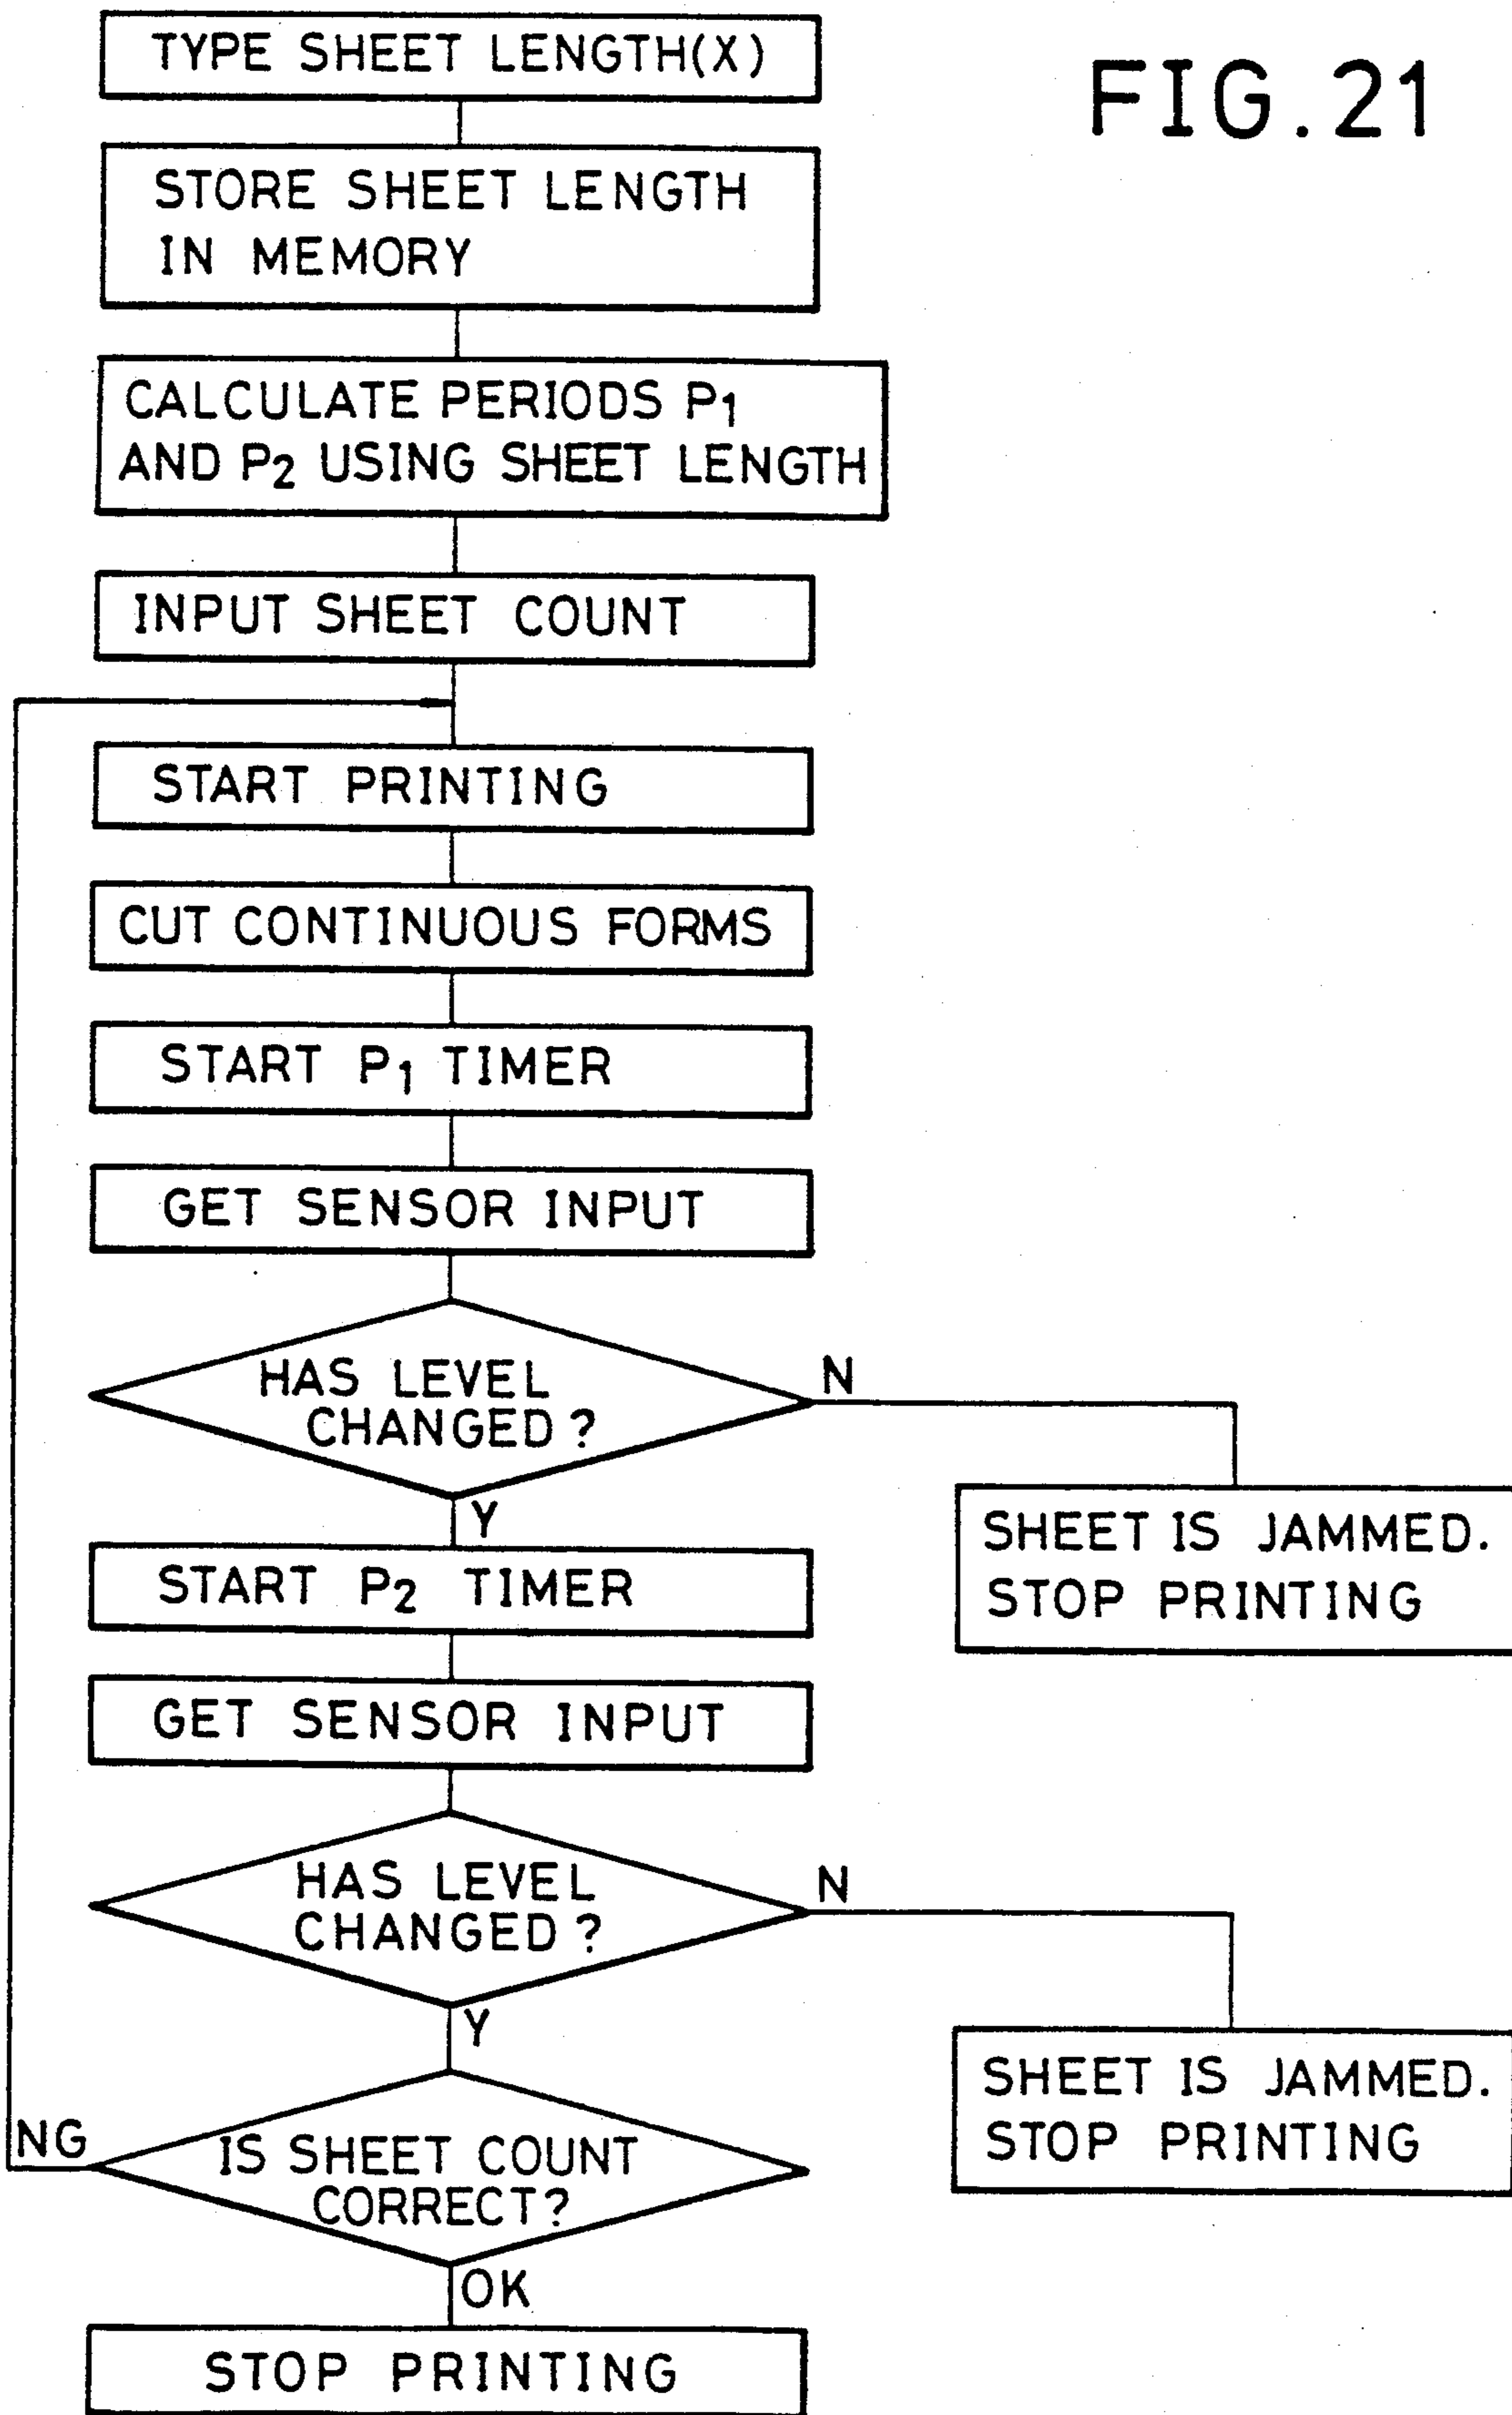 FIG.21
TYPE SHEET LENGTH(X)
STORE SHEET LENGTH
IN MEMORY
CALCULATE PERIODS P1
AND P2 USING SHEET LENGTH
INPUT SHEET COUNT
START PRINTING
CUT CONTINUOUS FORMS
START P1 TIMER
GET SENSOR INPUT
HAS LEVEL
CHANGED?
N
SHEET IS JAMMED.
STOP PRINTING
Y
START P2 TIMER
GET SENSOR INPUT
HAS LEVEL
CHANGED?
N
SHEET IS JAMMED.
STOP PRINTING
Y
IS SHEET COUNT
CORRECT?
NG
OK
STOP PRINTING